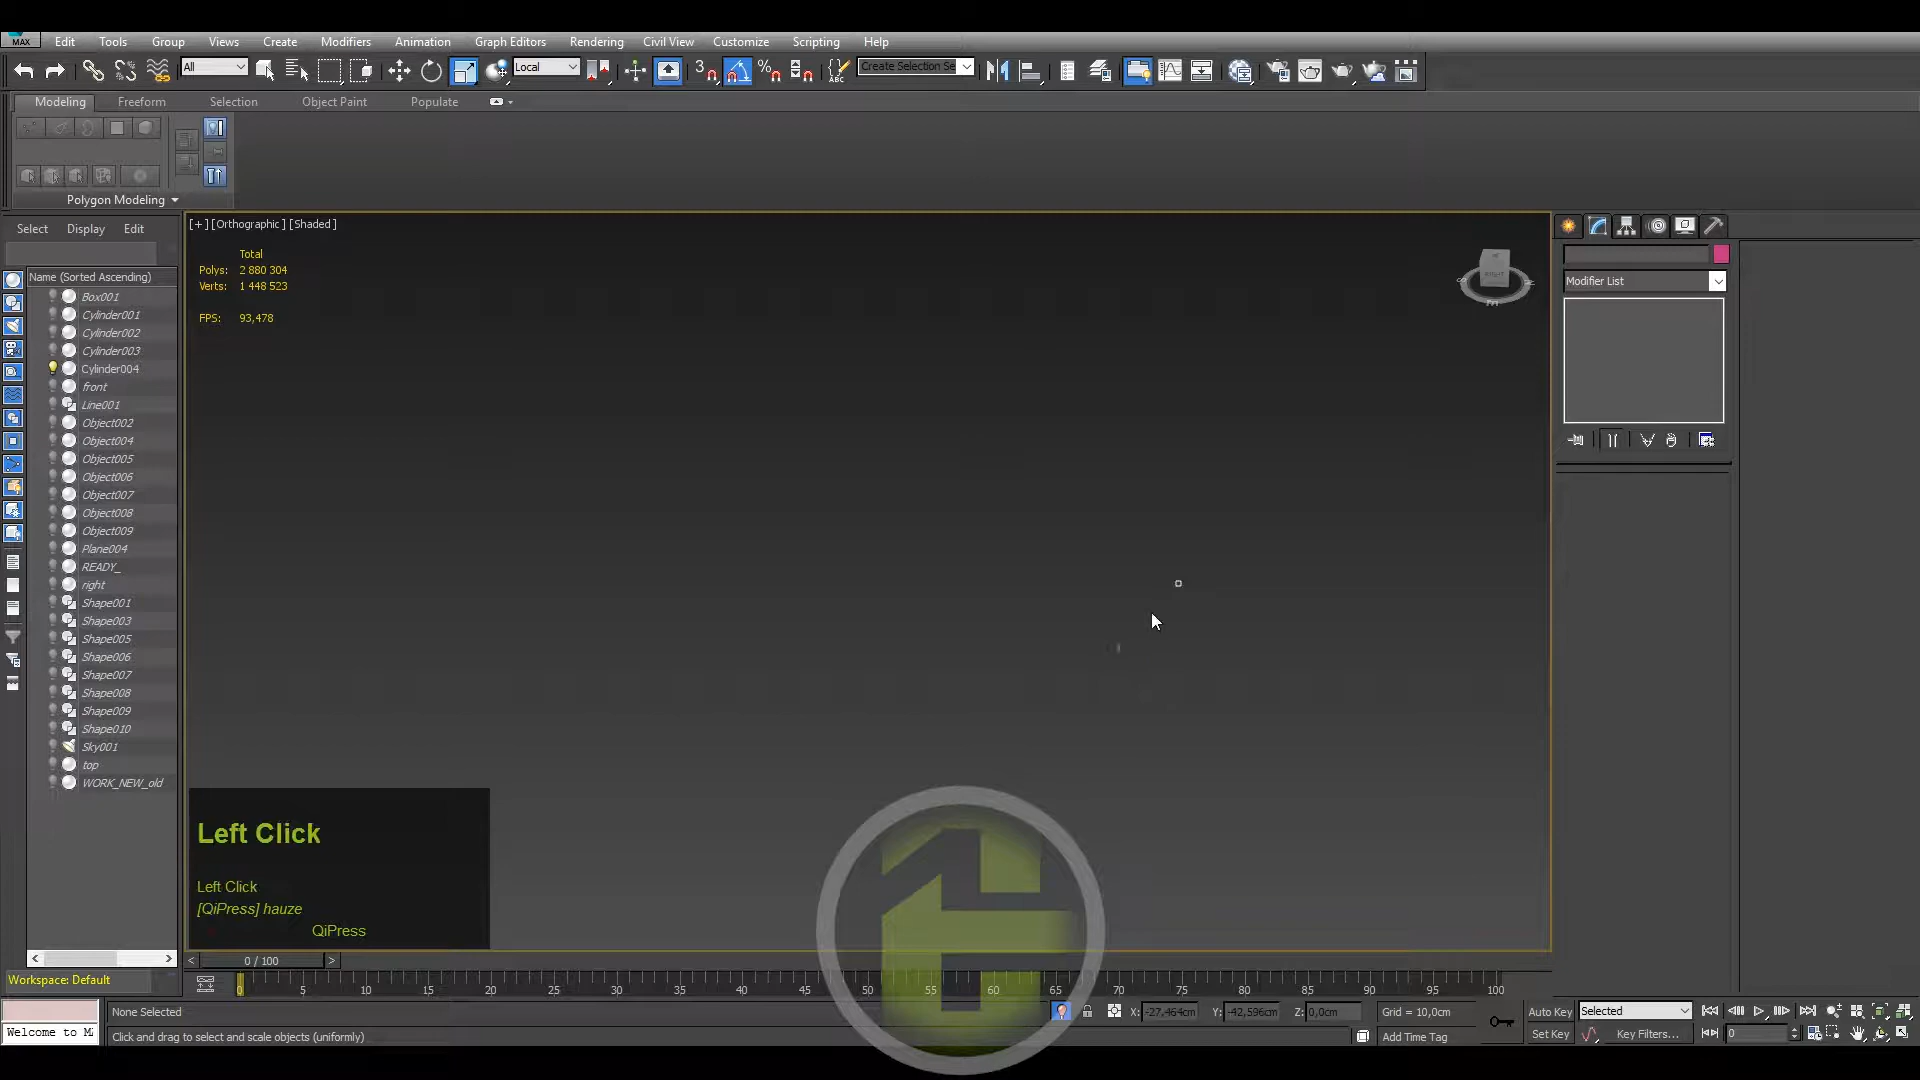 MAX Edit Tools Group Views Create Modifiers Animation Graph Editors Rendering Civil View Customize Scripting Help
All Local 3 % ABC Create Selection Se
Modeling Freeform Selection Object Paint Populate
Polygon Modeling
Select Display Edit
Name (Sorted Ascending)
Box001
Cylinder001
Cylinder002
Cylinder003
Cylinder004
front
Line001
Object002
Object004
Object005
Object006
Object007
Object008
Object009
Plane004
READY_
right
Shape001
Shape003
Shape005
Shape006
Shape007
Shape008
Shape009
Shape010
Sky001
top
WORK_NEW_old
[+] [Orthographic] [Shaded]
Total
Polys: 2 880 304
Verts: 1 448 523
FPS: 93,478
RIGHT
Modifier List
Left Click
Left Click
[QiPress] hauze
QiPress
< 0 / 100 >
Workspace: Default
0 5 10 15 20 25 30 35 40 45 50 55 60 65 70 75 80 85 90 95 100
None Selected
X: -27,464cm Y: -42,596cm Z: 0,0cm Grid = 10,0cm
Auto Key Selected
Welcome to M
Click and drag to select and scale objects (uniformly)
Add Time Tag
Set Key Key Filters... 0